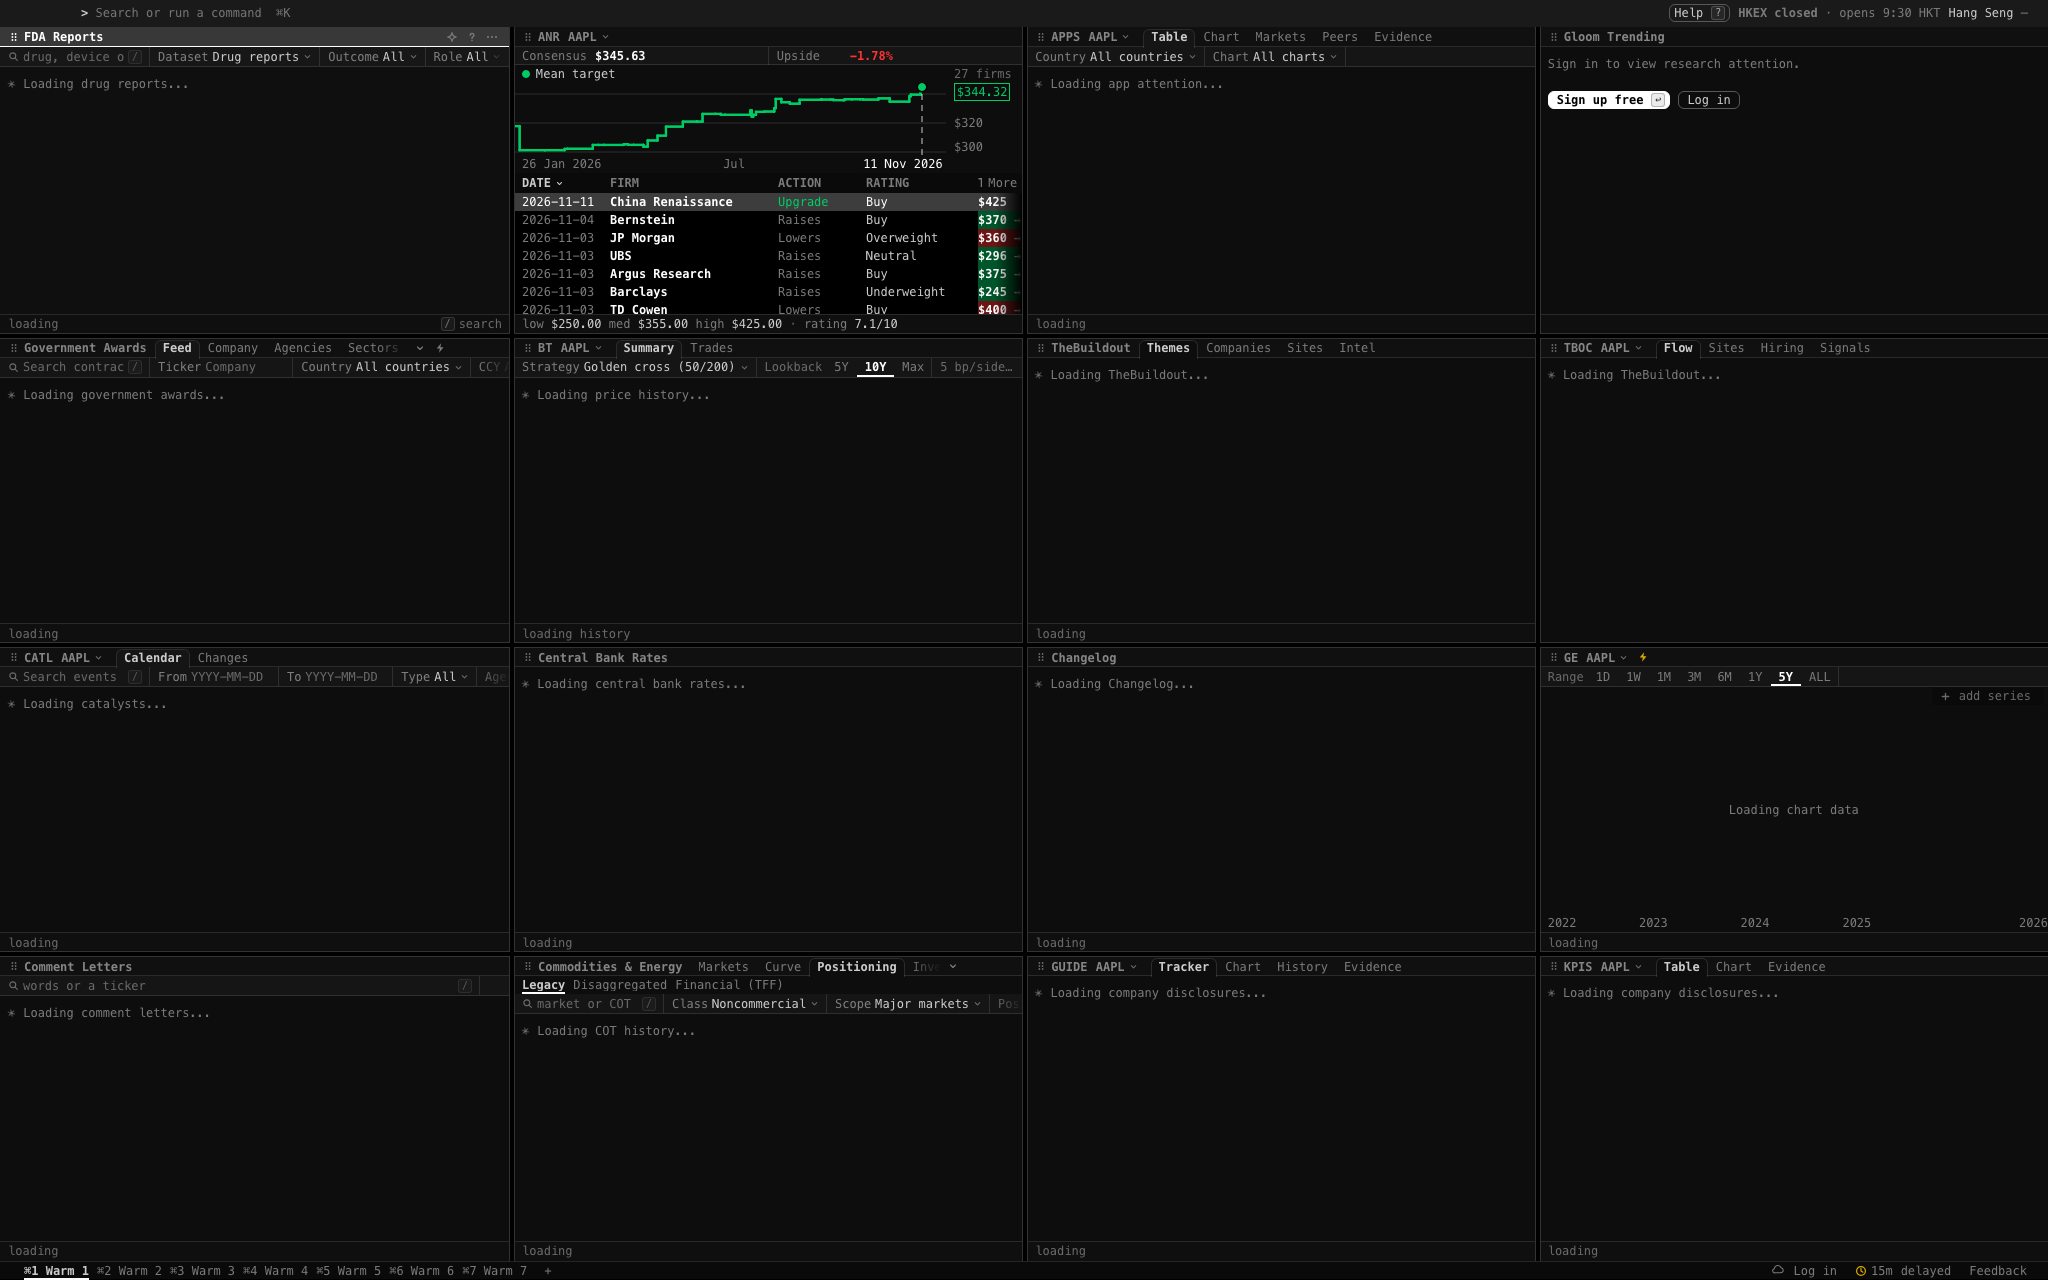 > Search or run a command ⌘K
Help ? HKEX closed · opens 9:30 HKT Hang Seng —
FDA Reports ? ···
drug, device o / Dataset Drug reports Outcome All Role All
Loading drug reports...
loading / search
ANR AAPL
Consensus $345.63 Upside −1.78%
Mean target 27 firms
$344.32
$320
$300
26 Jan 2026 Jul 11 Nov 2026
DATE FIRM ACTION RATING 1 More
2026−11−11 China Renaissance Upgrade Buy $425
2026−11−04 Bernstein Raises Buy $370
2026−11−03 JP Morgan Lowers Overweight $360
2026−11−03 UBS Raises Neutral $296
2026−11−03 Argus Research Raises Buy $375
2026−11−03 Barclays Raises Underweight $245
2026−11−03 TD Cowen Lowers Buy $400
low $250.00 med $355.00 high $425.00 · rating 7.1/10
APPS AAPL Table Chart Markets Peers Evidence
Country All countries Chart All charts
Loading app attention...
loading
Gloom Trending
Sign in to view research attention.
Sign up free Log in
Government Awards Feed Company Agencies Sectors
Search contrac / Ticker Company Country All countries CCY
Loading government awards...
loading
BT AAPL Summary Trades
Strategy Golden cross (50/200) Lookback 5Y 10Y Max 5 bp/side…
Loading price history...
loading history
TheBuildout Themes Companies Sites Intel
Loading TheBuildout...
loading
TBOC AAPL Flow Sites Hiring Signals
Loading TheBuildout...
CATL AAPL Calendar Changes
Search events / From YYYY−MM−DD To YYYY−MM−DD Type All Age
Loading catalysts...
loading
Central Bank Rates
Loading central bank rates...
loading
Changelog
Loading Changelog...
loading
GE AAPL
Range 1D 1W 1M 3M 6M 1Y 5Y ALL
+ add series
Loading chart data
2022 2023 2024 2025 2026
loading
Comment Letters
words or a ticker /
Loading comment letters...
loading
Commodities & Energy Markets Curve Positioning Inve
Legacy Disaggregated Financial (TFF)
market or COT / Class Noncommercial Scope Major markets Pos
Loading COT history...
loading
GUIDE AAPL Tracker Chart History Evidence
Loading company disclosures...
loading
KPIS AAPL Table Chart Evidence
Loading company disclosures...
loading
⌘1 Warm 1 ⌘2 Warm 2 ⌘3 Warm 3 ⌘4 Warm 4 ⌘5 Warm 5 ⌘6 Warm 6 ⌘7 Warm 7 +
Log in 15m delayed Feedback